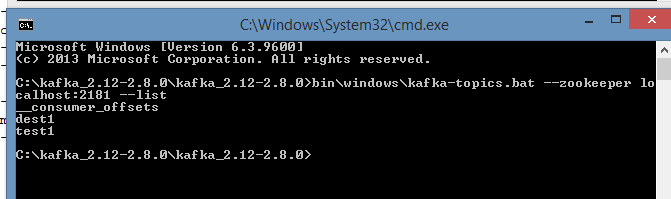 C:\Windows\System32\cmd.exe
Microsoft Windows [Version 6.3.9600]
(c) 2013 Microsoft Corporation. All rights reserved.
C:\kafka_2.12-2.8.0\kafka_2.12-2.8.0>bin\windows\kafka-topics.bat --zookeeper lo
calhost:2181 --list
__consumer_offsets
dest1
test1
C:\kafka_2.12-2.8.0\kafka_2.12-2.8.0>